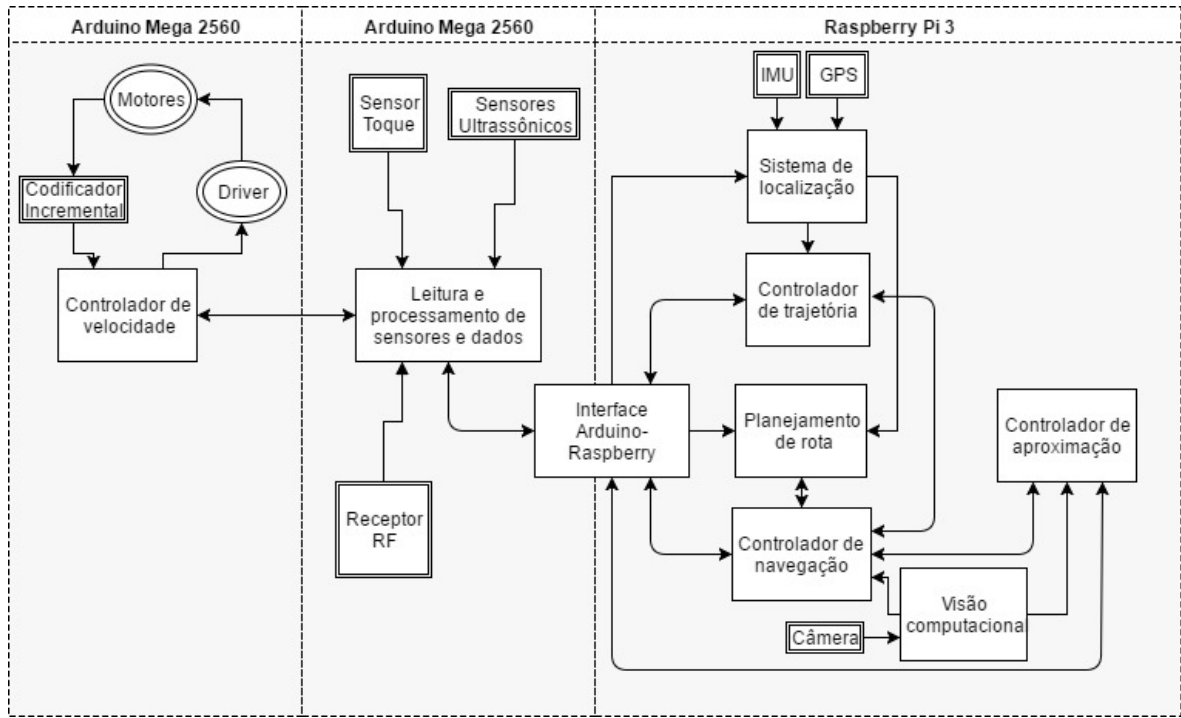 Arduino Mega 2560
Arduino Mega 2560
Raspberry Pi 3
Motores
Codificador
Incremental
Driver
Controlador de
velocidade
Sensor
Toque
Sensores
Ultrassônicos
Leitura e
processamento de
sensores e dados
Receptor
RF
IMU
GPS
Sistema de
localização
Controlador
de trajetória
Interface
Arduino-
Raspberry
Planejamento
de rota
Controlador de
aproximação
Controlador de
navegação
Visão
computacional
Câmera